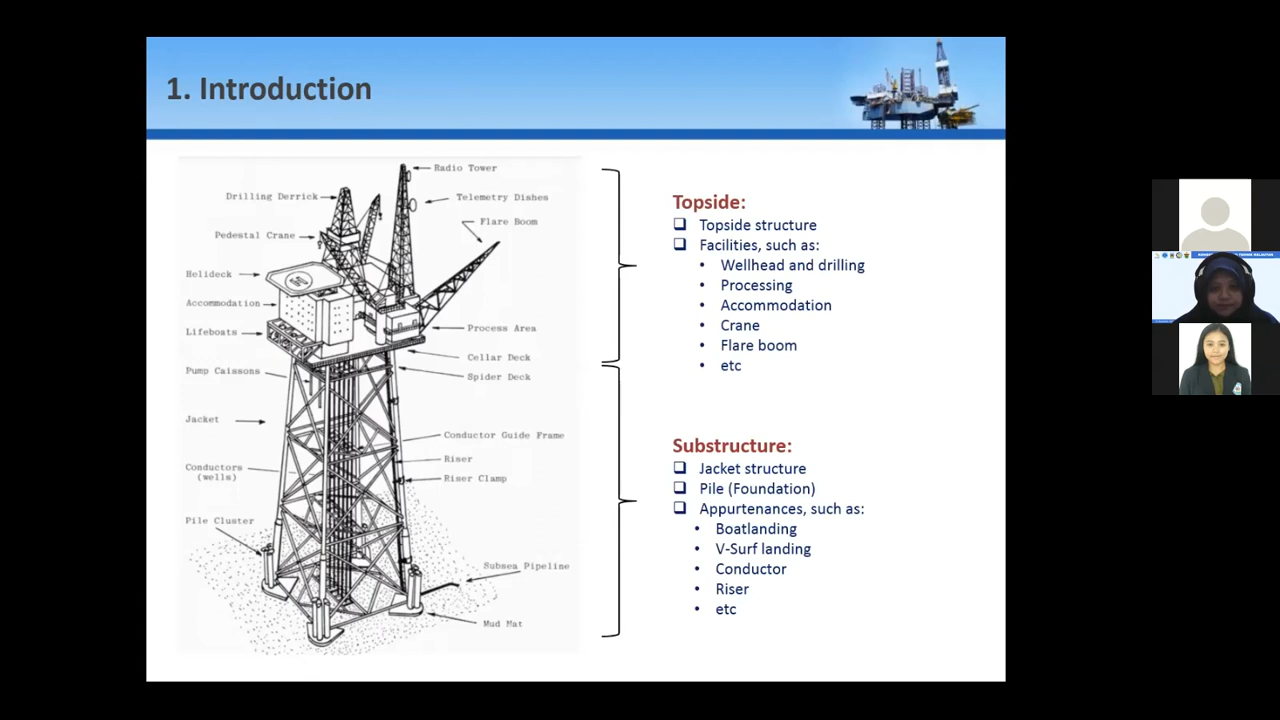 1. Introduction
Radio Tower
Drilling Derrick
Telemetry Dishes
Flare Boom
Pedestal Crane
Helideck
Accommodation
Lifeboats
Process Area
Cellar Deck
Pump Caissons
Spider Deck
Jacket
Conductor Guide Frame
Riser
Conductors
(wells)
Riser Clamp
Pile Cluster
Subsea Pipeline
Mud Mat
H
Topside:
❑ Topside structure
❑ Facilities, such as:
• Wellhead and drilling
• Processing
• Accommodation
• Crane
• Flare boom
• etc
Substructure:
❑ Jacket structure
❑ Pile (Foundation)
❑ Appurtenances, such as:
• Boatlanding
• V-Surf landing
• Conductor
• Riser
• etc